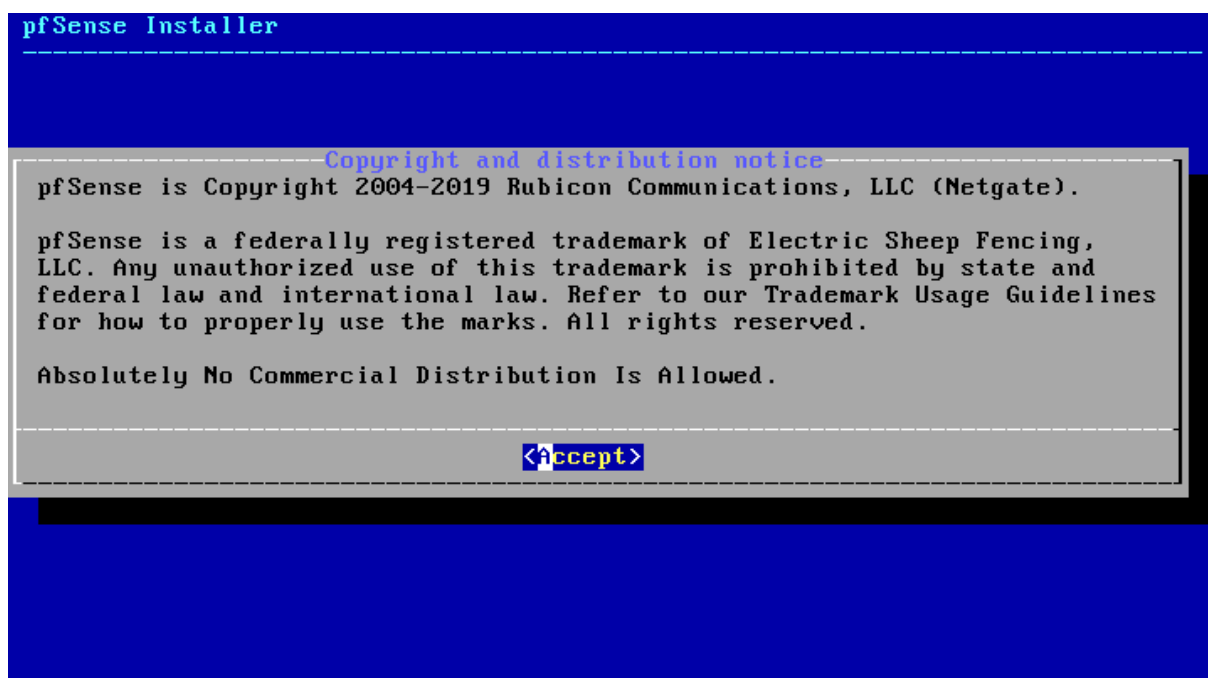 pfSense Installer
Copyright and distribution notice
pfSense is Copyright 2004-2019 Rubicon Communications, LLC (Netgate).
pfSense is a federally registered trademark of Electric Sheep Fencing,
LLC. Any unauthorized use of this trademark is prohibited by state and
federal law and international law. Refer to our Trademark Usage Guidelines
for how to properly use the marks. All rights reserved.
Absolutely No Commercial Distribution Is Allowed.
<Accept>